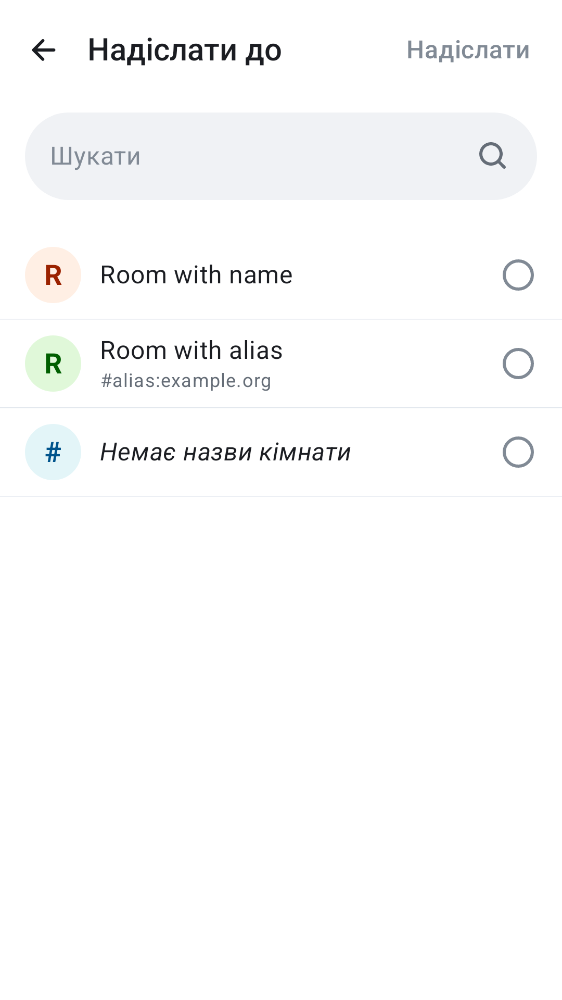 Надіслати до
Надіслати
Шукати
R
Room with name
R
Room with alias
#alias:example.org
#
Немає назви кімнати